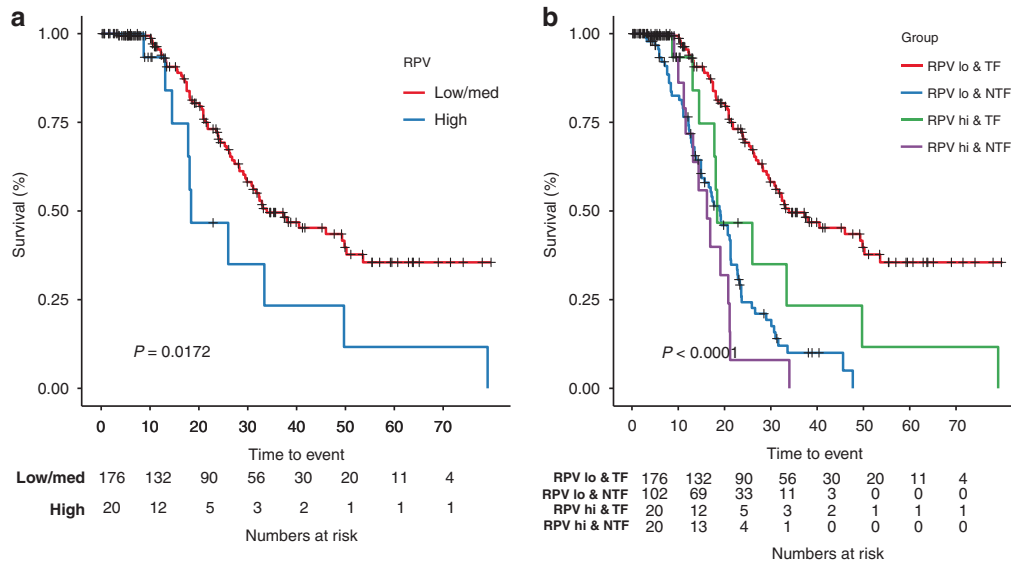 a
1.00
0.75
0.50
0.25
0.00
Survival (%)
RPV
Low/med
High
P = 0.0172
0 10 20 30 40 50 60 70
Time to event
Low/med 176 132 90 56 30 20 11 4
High 20 12 5 3 2 1 1 1
Numbers at risk
b
1.00
0.75
0.50
0.25
0.00
Survival (%)
Group
RPV lo & TF
RPV lo & NTF
RPV hi & TF
RPV hi & NTF
P < 0.0001
0 10 20 30 40 50 60 70
Time to event
RPV lo & TF 176 132 90 56 30 20 11 4
RPV lo & NTF 102 69 33 11 3 0 0 0
RPV hi & TF 20 12 5 3 2 1 1 1
RPV hi & NTF 20 13 4 1 0 0 0 0
Numbers at risk